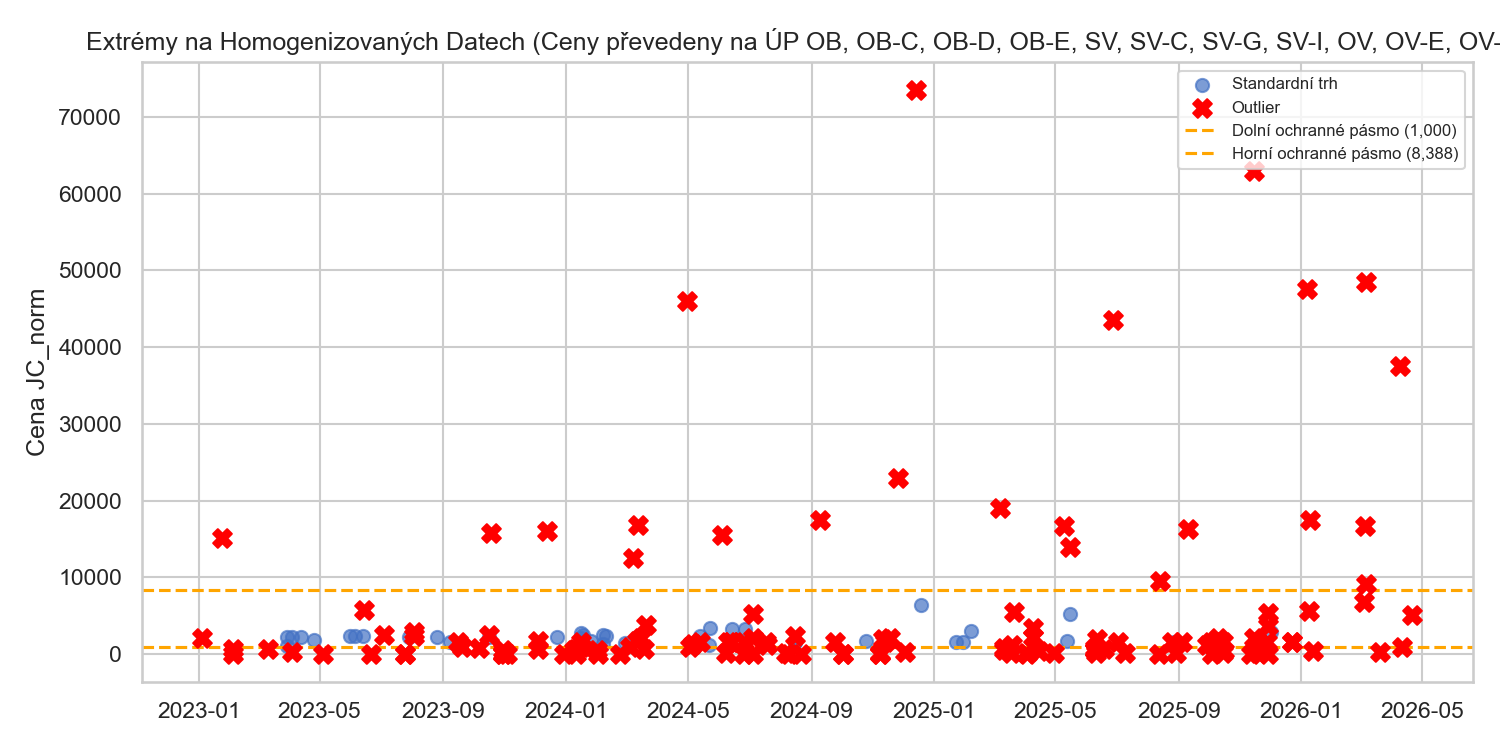 Extrémy na Homogenizovaných Datech (Ceny převedeny na ÚP OB, OB-C, OB-D, OB-E, SV, SV-C, SV-G, SV-I, OV, OV-E, OV-
Standardní trh
Outlier
Dolní ochranné pásmo (1,000)
Horní ochranné pásmo (8,388)
Cena JC_norm
70000
60000
50000
40000
30000
20000
10000
0
2023-01 2023-05 2023-09 2024-01 2024-05 2024-09 2025-01 2025-05 2025-09 2026-01 2026-05